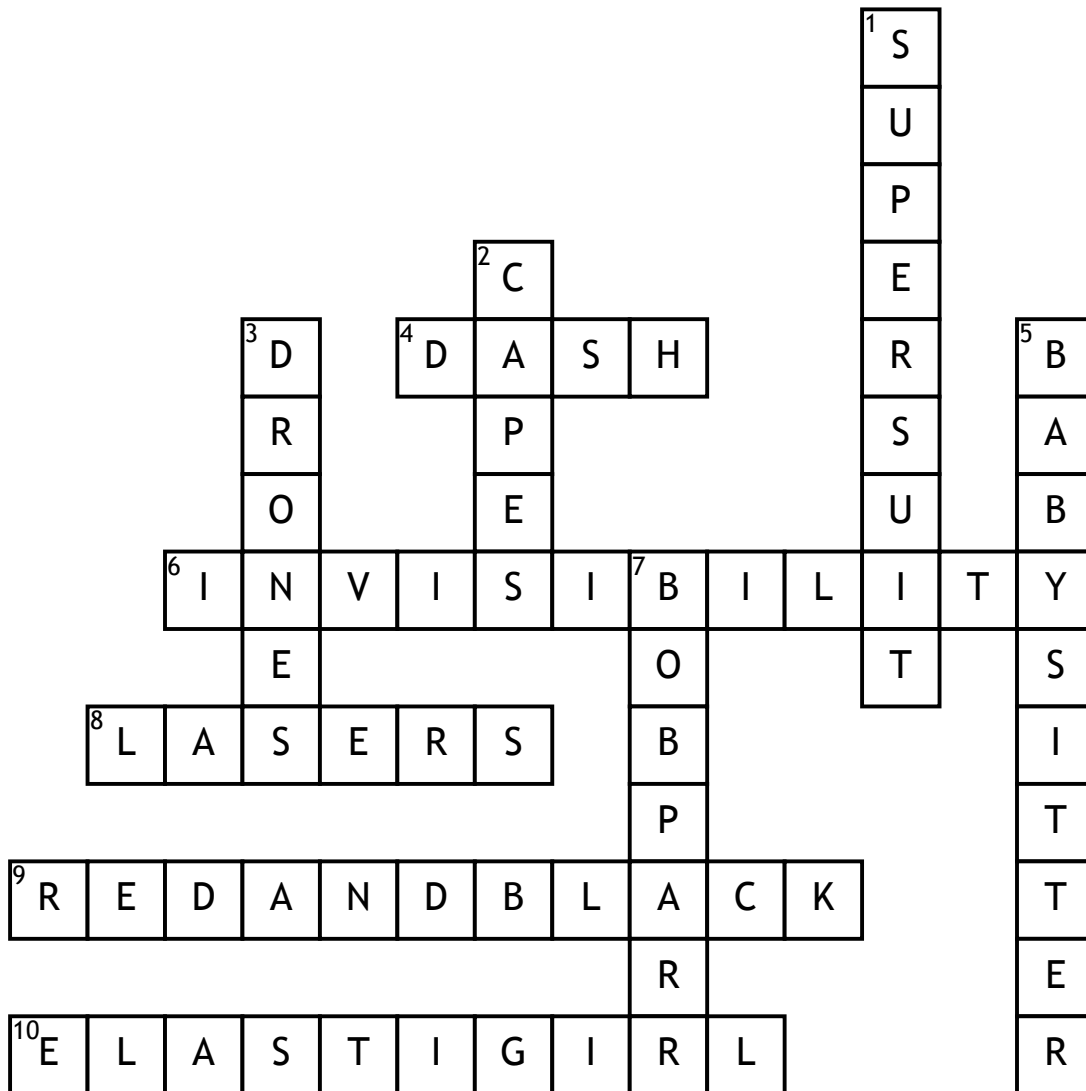 1 S
U
P
2 C E
3 D 4 D A S H R 5 B
R P S A
O E U B
6 I N V I S I 7 B I L I T Y
E O T S
8 L A S E R S B I
P T
9 R E D A N D B L A C K T
R E
10 E L A S T I G I R L R